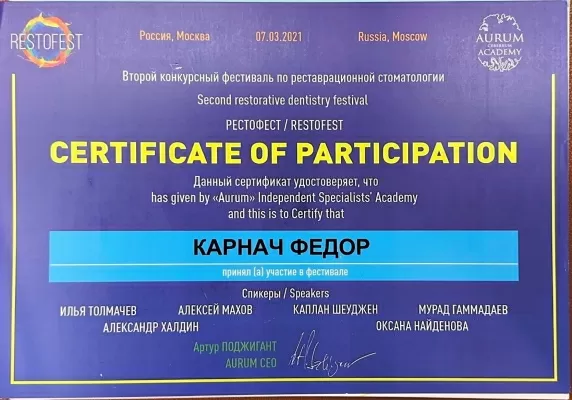 RESTOFEST
Россия, Москва 07.03.2021 Russia, Moscow
AURUM
CEREBRUM
ACADEMY
Второй конкурсный фестиваль по реставрационной стоматологии
Second restorative dentistry festival
РЕСТОФЕСТ / RESTOFEST
CERTIFICATE OF PARTICIPATION
Данный сертификат удостоверяет, что
has given by «Aurum» Independent Specialists' Academy
and this is to Certify that
КАРНАЧ ФЕДОР
принял (а) участие в фестивале
Спикеры / Speakers
ИЛЬЯ ТОЛМАЧЕВ АЛЕКСЕЙ МАХОВ КАПЛАН ШЕУДЖЕН МУРАД ГАММАДАЕВ
АЛЕКСАНДР ХАЛДИН ОКСАНА НАЙДЕНОВА
Артур ПОДЖИГАНТ
AURUM CEO